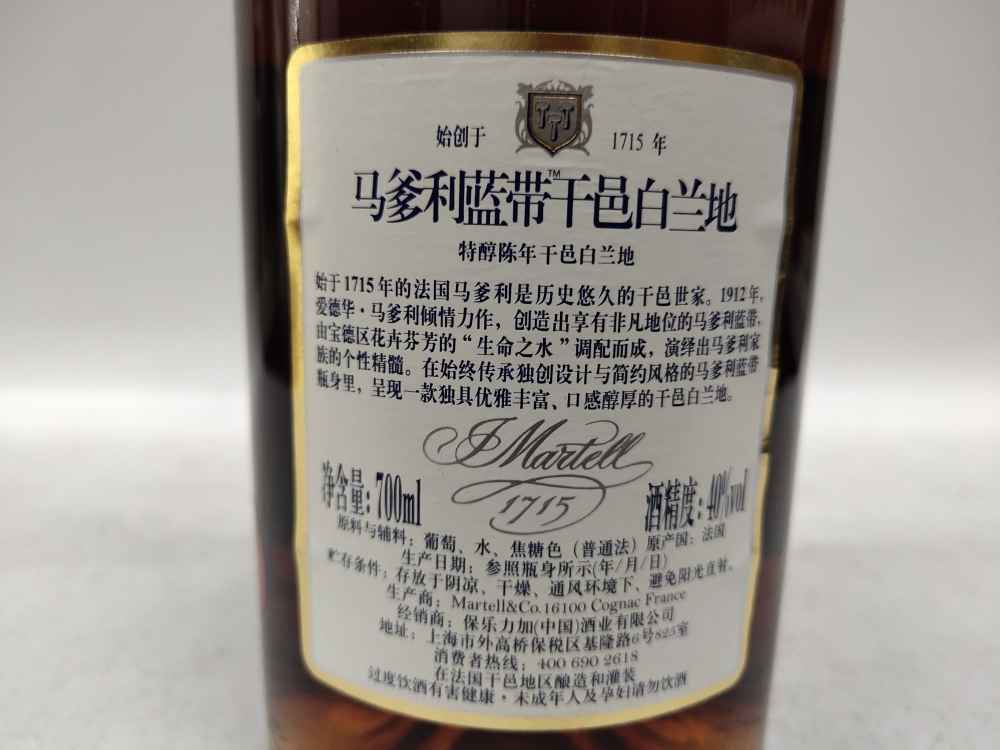 始创于 1715 年
马爹利蓝带™干邑白兰地
特醇陈年干邑白兰地
始于1715年的法国马爹利是历史悠久的干邑世家。1912年,
爱德华·马爹利倾情力作，创造出享有非凡地位的马爹利蓝带,
由宝德区花卉芬芳的“生命之水”调配而成，演绎出马爹利家
族的个性精髓。在始终传承独创设计与简约风格的马爹利蓝带
瓶身里，呈现一款独具优雅丰富、口感醇厚的干邑白兰地。
J Martell
1715
净含量：700ml 酒精度：40%vol
原料与辅料：葡萄、水、焦糖色（普通法）原产国：法国
生产日期：参照瓶身所示(年/月/日)
贮存条件：存放于阴凉、干燥、通风环境下、避免阳光直射。
生产商：Martell&Co.16100 Cognac France
经销商：保乐力加(中国)酒业有限公司
地址：上海市外高桥保税区基隆路6号825室
消费者热线：400 690 2618
在法国干邑地区酿造和灌装
过度饮酒有害健康·未成年人及孕妇请勿饮酒